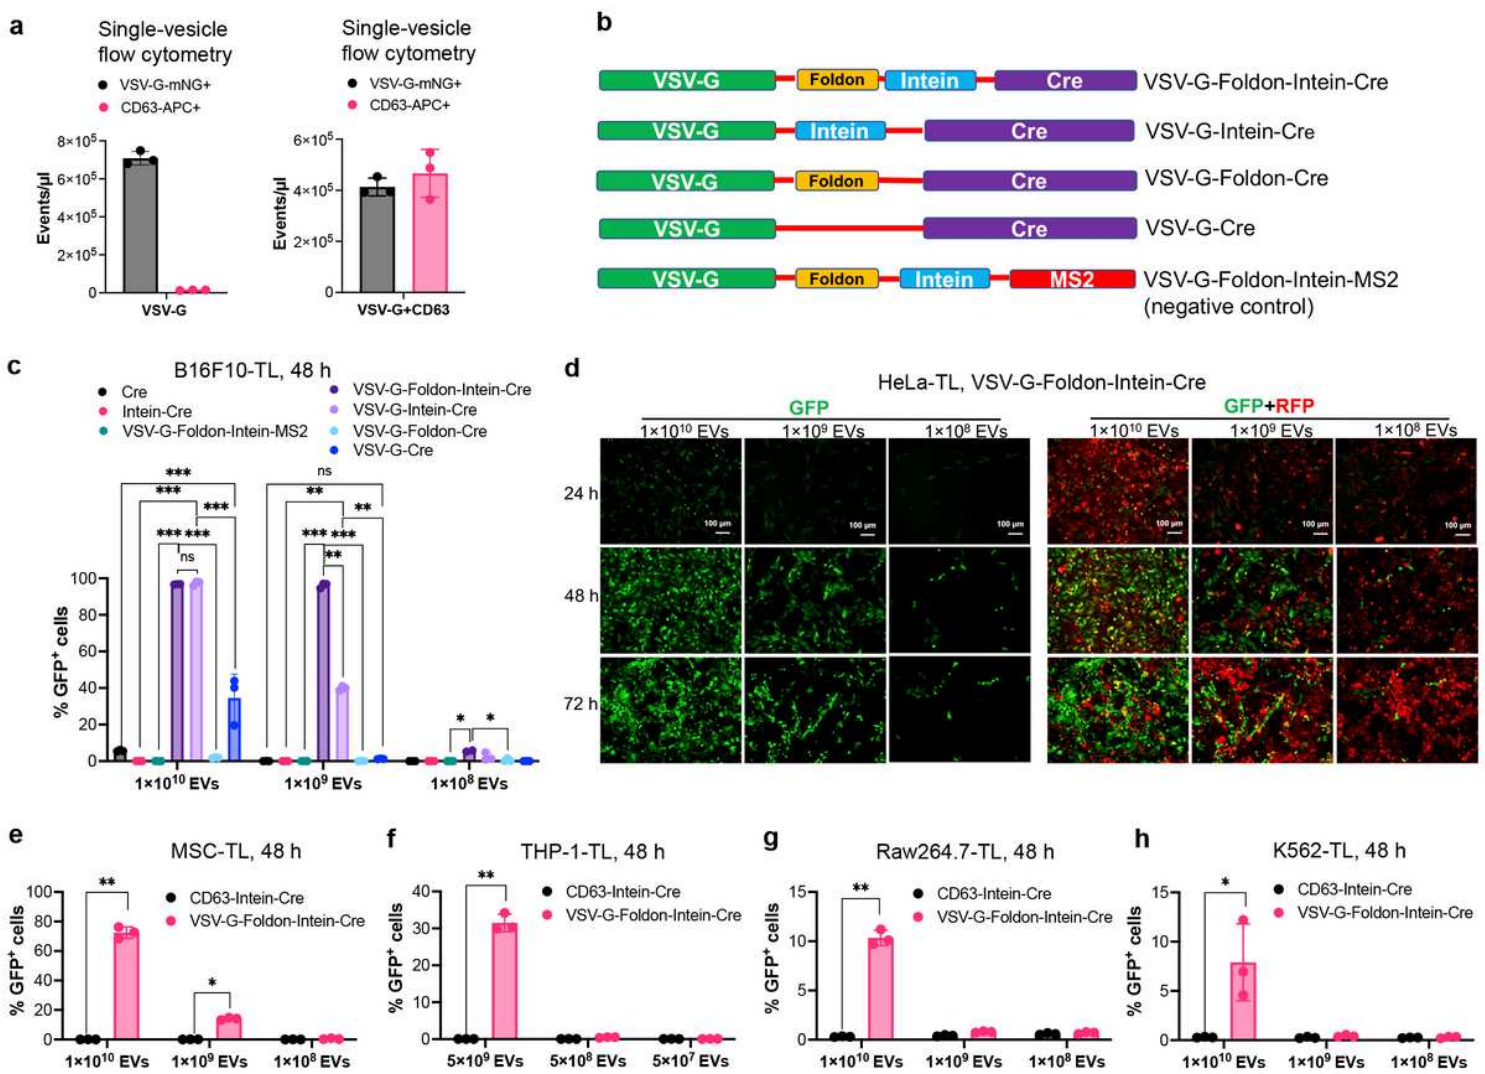 a
Single-vesicle
flow cytometry
VSV-G-mNG+
CD63-APC+
Events/µl
8×10⁵
6×10⁵
4×10⁵
2×10⁵
0
VSV-G
Single-vesicle
flow cytometry
VSV-G-mNG+
CD63-APC+
Events/µl
6×10⁵
4×10⁵
2×10⁵
0
VSV-G+CD63
b
VSV-G Foldon Intein Cre VSV-G-Foldon-Intein-Cre
VSV-G Intein Cre VSV-G-Intein-Cre
VSV-G Foldon Cre VSV-G-Foldon-Cre
VSV-G Cre VSV-G-Cre
VSV-G Foldon Intein MS2 VSV-G-Foldon-Intein-MS2
(negative control)
c
B16F10-TL, 48 h
Cre
Intein-Cre
VSV-G-Foldon-Intein-MS2
VSV-G-Foldon-Intein-Cre
VSV-G-Intein-Cre
VSV-G-Foldon-Cre
VSV-G-Cre
*** ns
*** **
*** **
*** *** *** ***
ns **
* *
% GFP⁺ cells
100
80
60
40
20
0
1×10¹⁰ EVs 1×10⁹ EVs 1×10⁸ EVs
d
HeLa-TL, VSV-G-Foldon-Intein-Cre
GFP GFP+RFP
1×10¹⁰ EVs 1×10⁹ EVs 1×10⁸ EVs 1×10¹⁰ EVs 1×10⁹ EVs 1×10⁸ EVs
24 h
100 µm 100 µm 100 µm 100 µm 100 µm 100 µm
48 h
72 h
e
MSC-TL, 48 h
CD63-Intein-Cre
VSV-G-Foldon-Intein-Cre
**
*
% GFP⁺ cells
100
80
60
40
20
0
1×10¹⁰ EVs 1×10⁹ EVs 1×10⁸ EVs
f
THP-1-TL, 48 h
CD63-Intein-Cre
VSV-G-Foldon-Intein-Cre
**
% GFP⁺ cells
40
30
20
10
0
5×10⁹ EVs 5×10⁸ EVs 5×10⁷ EVs
g
Raw264.7-TL, 48 h
CD63-Intein-Cre
VSV-G-Foldon-Intein-Cre
**
% GFP⁺ cells
15
10
5
0
1×10¹⁰ EVs 1×10⁹ EVs 1×10⁸ EVs
h
K562-TL, 48 h
CD63-Intein-Cre
VSV-G-Foldon-Intein-Cre
*
% GFP⁺ cells
15
10
5
0
1×10¹⁰ EVs 1×10⁹ EVs 1×10⁸ EVs